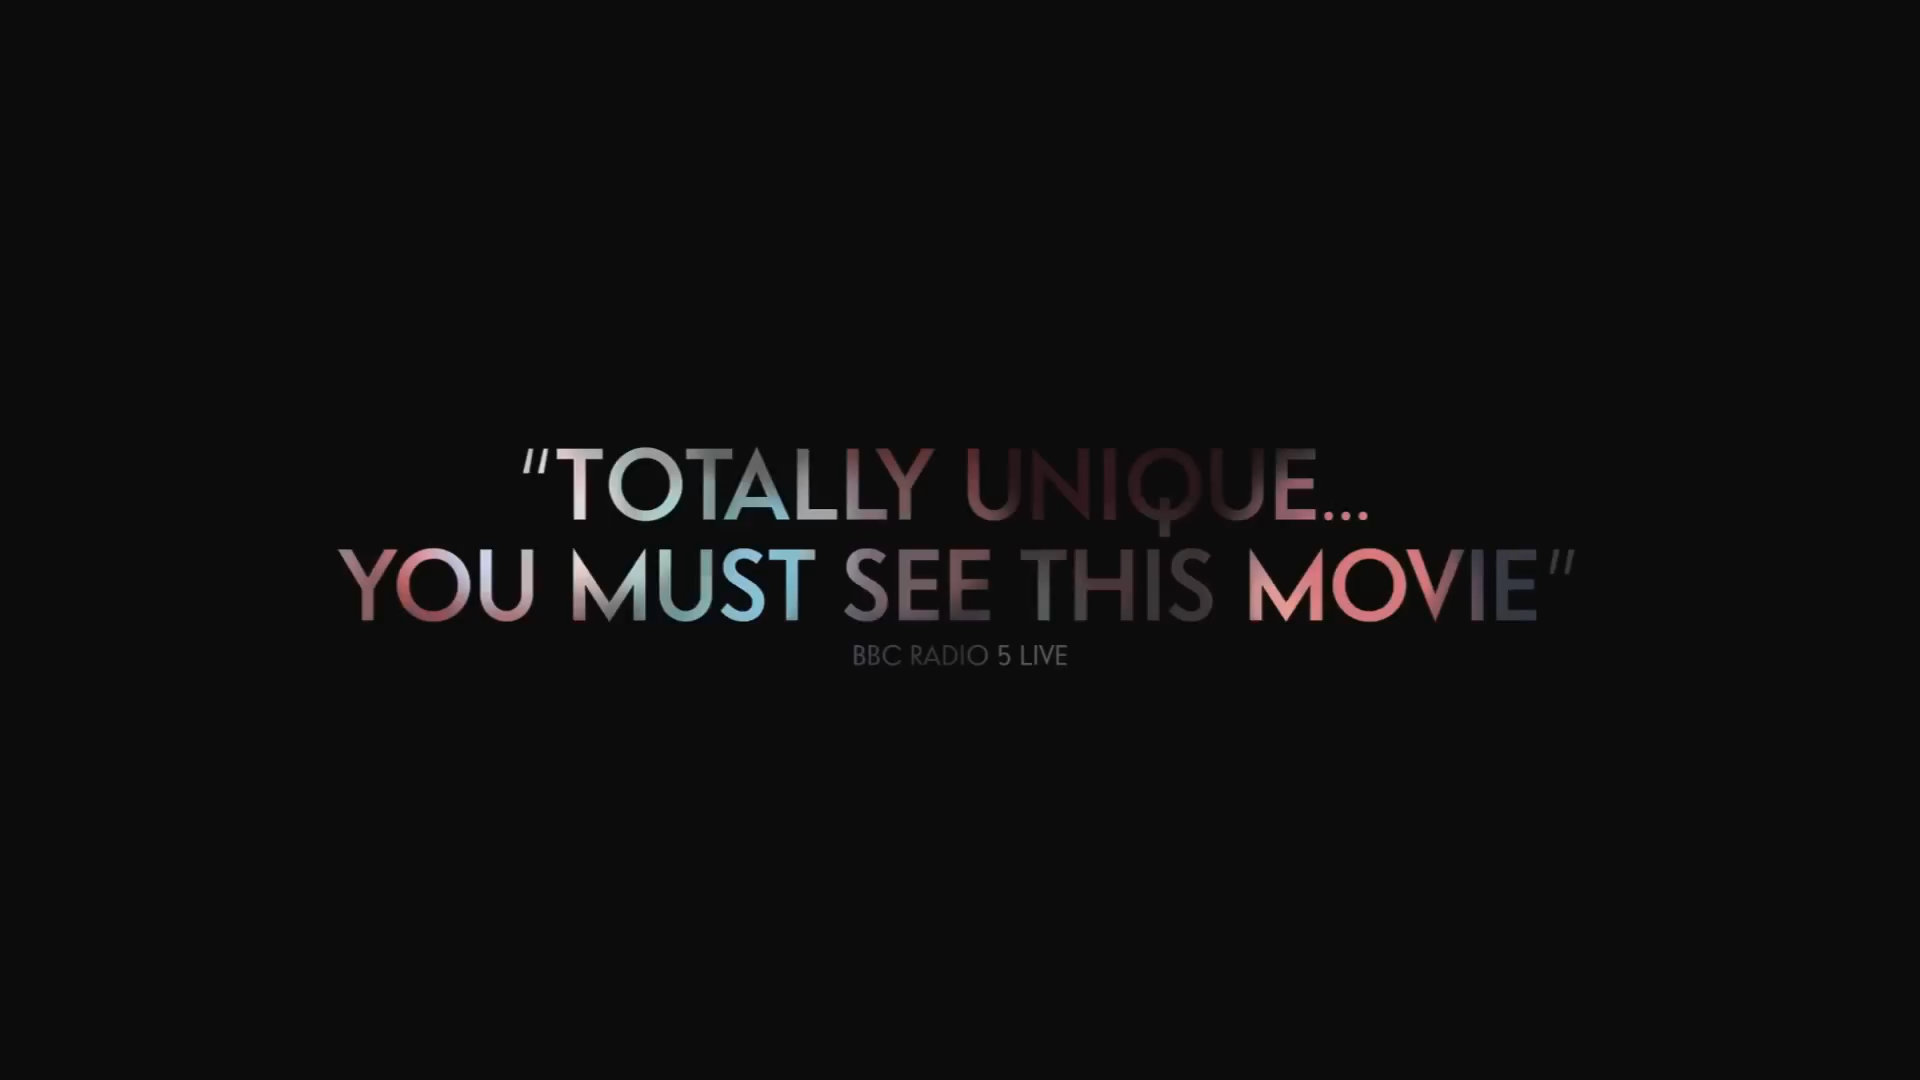 “TOTALLY UNIQUE...
YOU MUST SEE THIS MOVIE”
BBC RADIO 5 LIVE